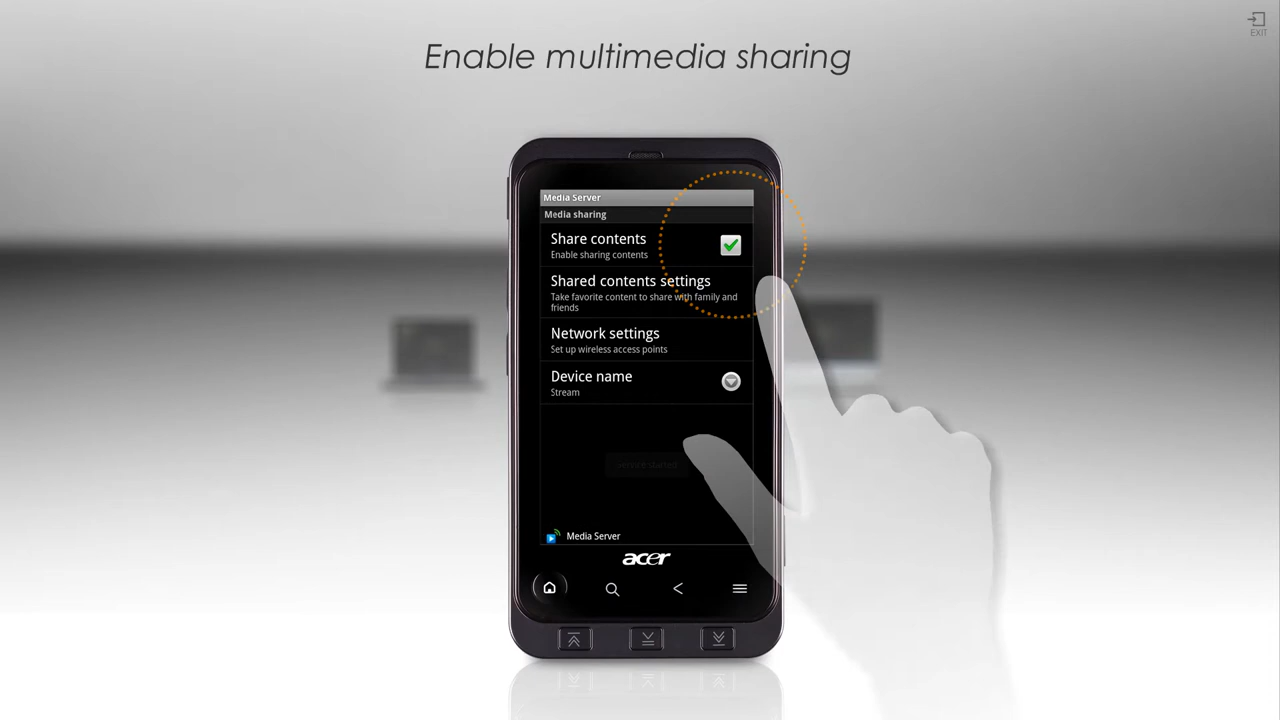 EXIT
Enable multimedia sharing
Media Server
Media sharing
Share contents
Enable sharing contents
Shared contents settings
Take favorite content to share with family and
friends
Network settings
Set up wireless access points
Device name
Stream
Service started
Media Server
acer